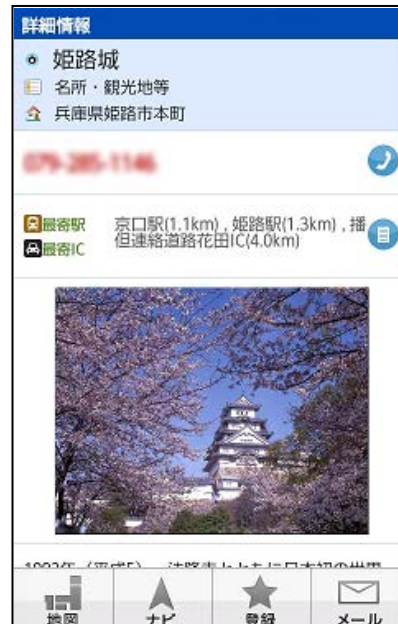 詳細情報
姫路城
名所・観光地等
兵庫県姫路市本町
最寄駅 京口駅(1.1km) , 姫路駅(1.3km) , 播
最寄IC 但連絡道路花田IC(4.0km)
地図 ナビ 登録 メール